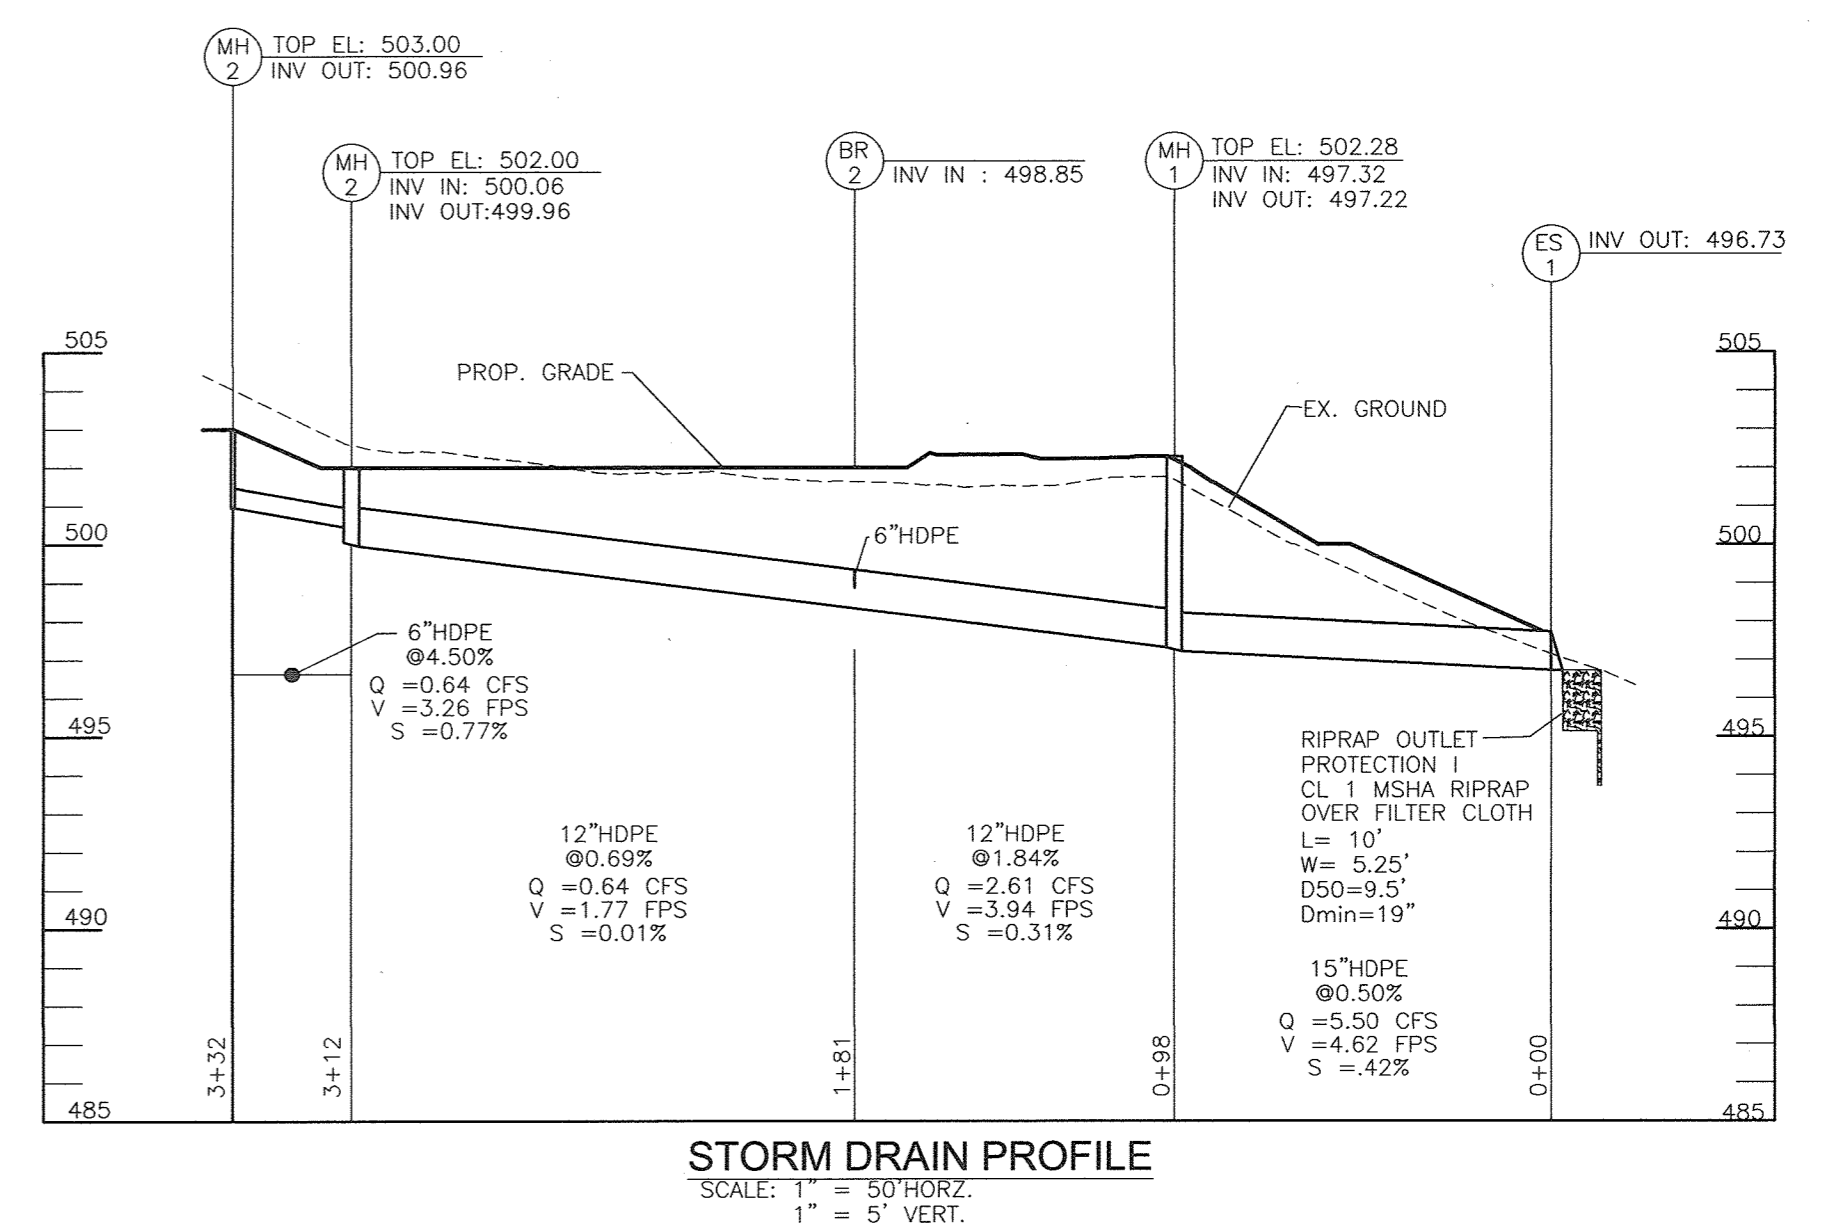 MH
2
TOP EL: 503.00
INV OUT: 500.96
MH
2
TOP EL: 502.00
INV IN: 500.06
INV OUT:499.96
BR
2
INV IN : 498.85
MH
1
TOP EL: 502.28
INV IN: 497.32
INV OUT: 497.22
ES
1
INV OUT: 496.73
505
500
495
490
485
505
500
495
490
485
PROP. GRADE
EX. GROUND
6"HDPE
6"HDPE
@4.50%
Q =0.64 CFS
V =3.26 FPS
S =0.77%
12"HDPE
@0.69%
Q =0.64 CFS
V =1.77 FPS
S =0.01%
12"HDPE
@1.84%
Q =2.61 CFS
V =3.94 FPS
S =0.31%
RIPRAP OUTLET
PROTECTION I
CL 1 MSHA RIPRAP
OVER FILTER CLOTH
L= 10'
W= 5.25'
D50=9.5'
Dmin=19"
15"HDPE
@0.50%
Q =5.50 CFS
V =4.62 FPS
S =.42%
3+32
3+12
1+81
0+98
0+00
STORM DRAIN PROFILE
SCALE: 1" = 50'HORZ.
1" = 5' VERT.